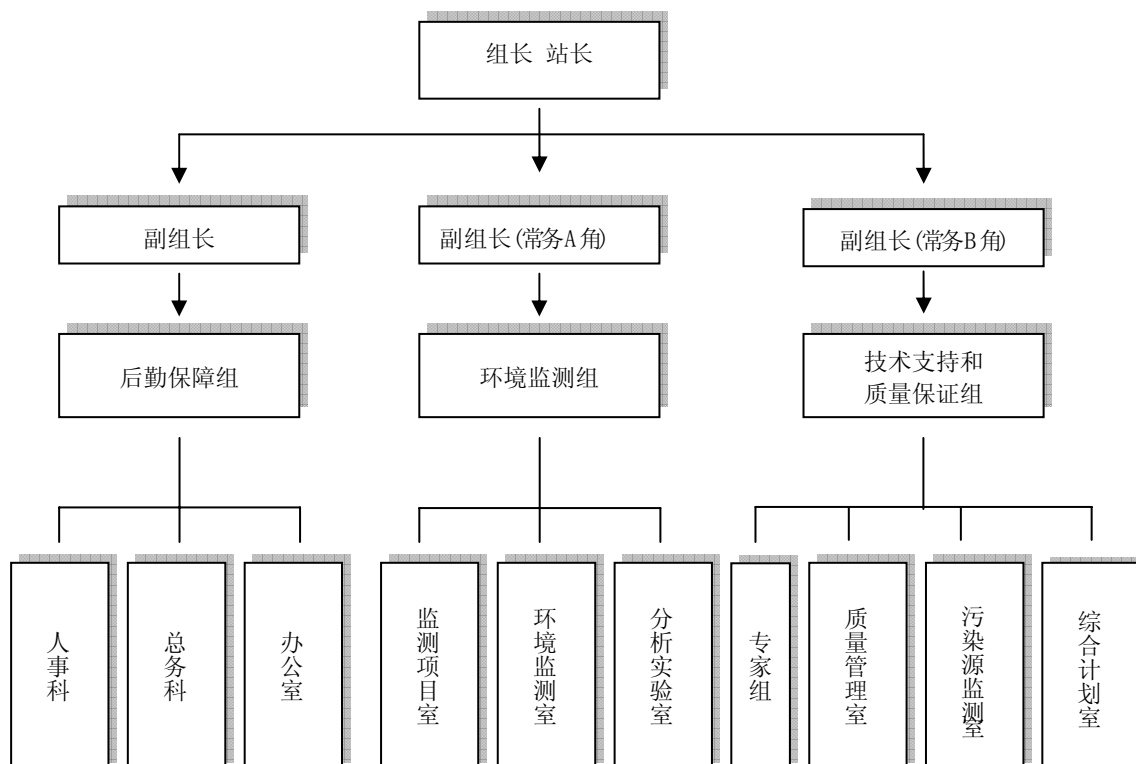 组长 站长
副组长
副组长(常务A角)
副组长(常务B角)
后勤保障组
环境监测组
技术支持和
质量保证组
人事科
总务科
办公室
监测项目室
环境监测室
分析实验室
专家组
质量管理室
污染源监测室
综合计划室